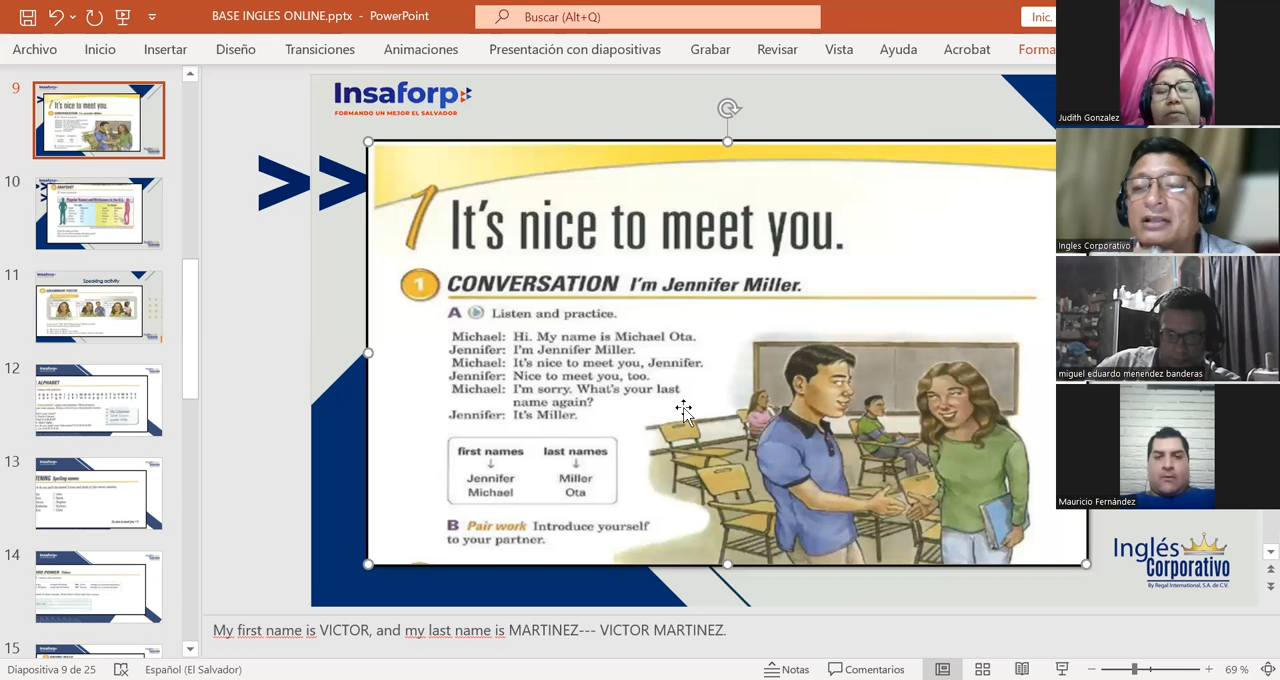 BASE INGLES ONLINE.pptx - PowerPoint
Buscar (Alt+Q)
Inic.
Archivo
Inicio
Insertar
Diseño
Transiciones
Animaciones
Presentación con diapositivas
Grabar
Revisar
Vista
Ayuda
Acrobat
Forma
9
10
11
12
13
14
15
Insaforp
FORMANDO UN MEJOR EL SALVADOR
1 It's nice to meet you.
1 CONVERSATION I'm Jennifer Miller.
A Listen and practice.
Michael: Hi. My name is Michael Ota.
Jennifer: I'm Jennifer Miller.
Michael: It's nice to meet you, Jennifer.
Jennifer: Nice to meet you, too.
Michael: I'm sorry. What's your last
name again?
Jennifer: It's Miller.
first names last names
Jennifer Miller
Michael Ota
B Pair work Introduce yourself
to your partner.
Inglés
Corporativo
By Regal International, S.A. de C.V.
Judith Gonzalez
Ingles Corporativo
miguel eduardo menendez banderas
Mauricio Fernández
My first name is VICTOR, and my last name is MARTINEZ--- VICTOR MARTINEZ.
Diapositiva 9 de 25
Español (El Salvador)
Notas
Comentarios
69 %